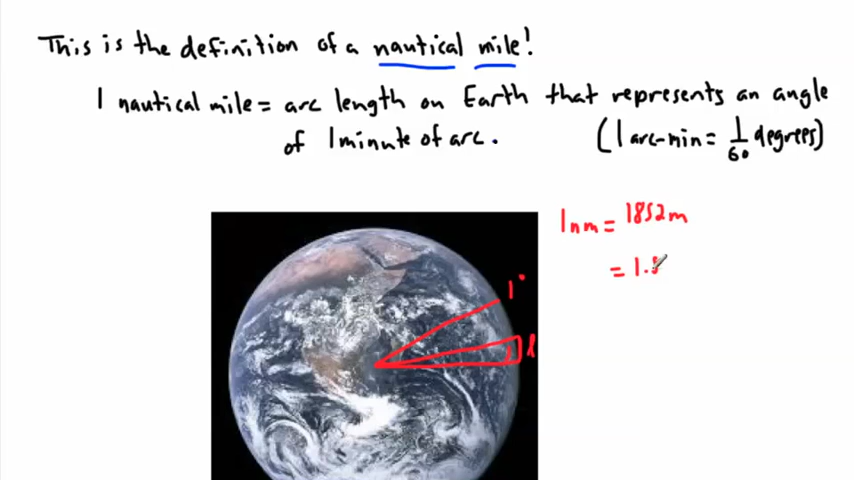 This is the definition of a nautical mile!
1 nautical mile = arc length on Earth that represents an angle
of 1 minute of arc. (1 arc-min = 1/60 degrees)
1nm = 1852m
= 1.
1°
l